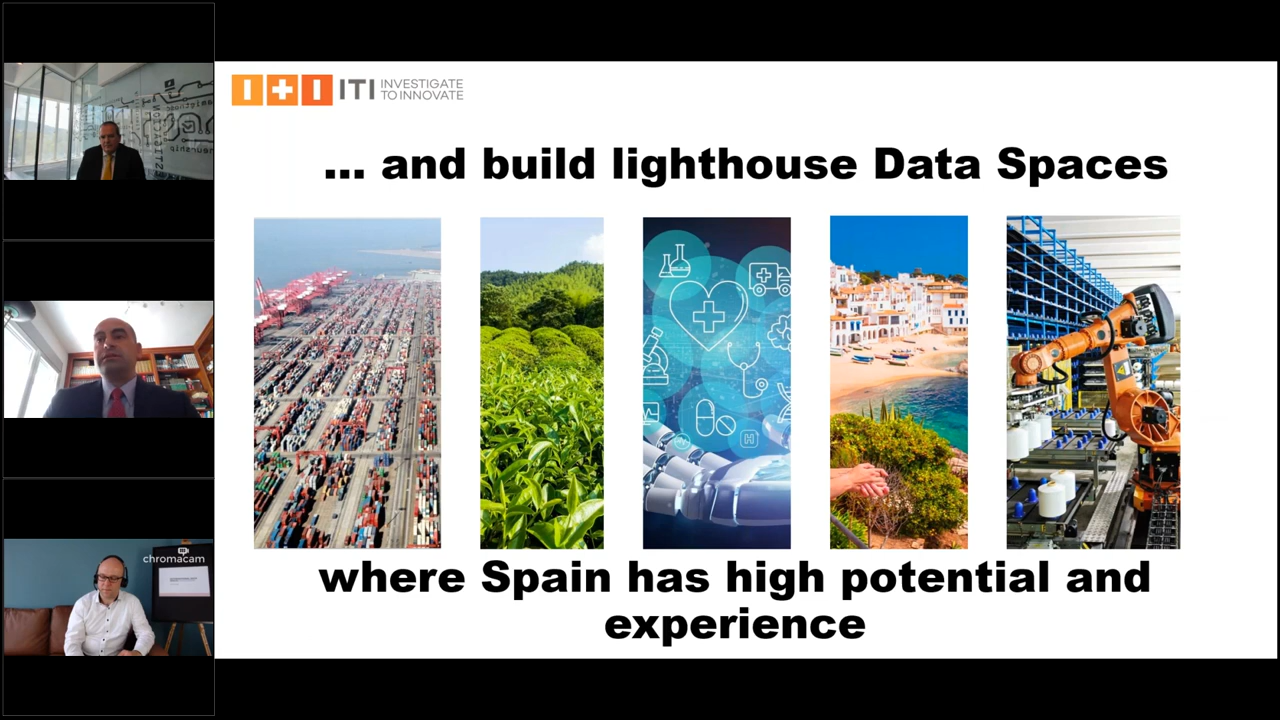 I+I ITI INVESTIGATE
TO INNOVATE
... and build lighthouse Data Spaces
where Spain has high potential and
experience
chromacam
H